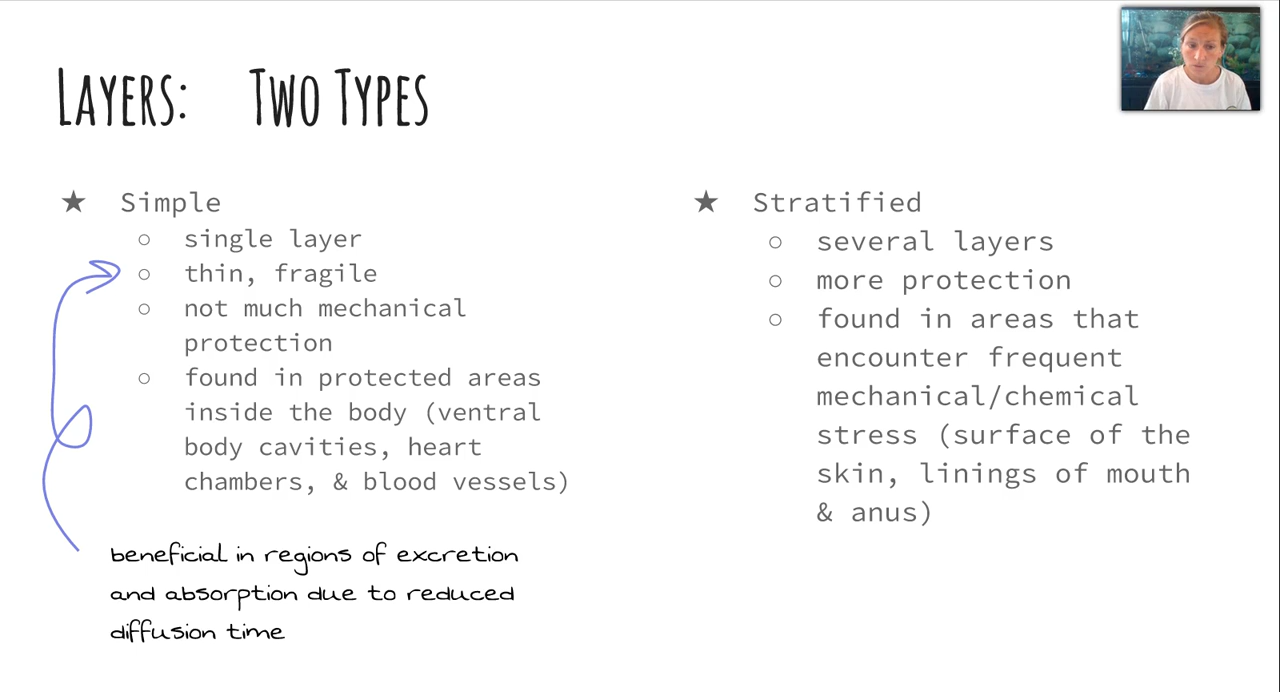 Layers: Two Types
★ Simple
○ single layer
○ thin, fragile
○ not much mechanical
protection
○ found in protected areas
inside the body (ventral
body cavities, heart
chambers, & blood vessels)
beneficial in regions of excretion
and absorption due to reduced
diffusion time
★ Stratified
○ several layers
○ more protection
○ found in areas that
encounter frequent
mechanical/chemical
stress (surface of the
skin, linings of mouth
& anus)